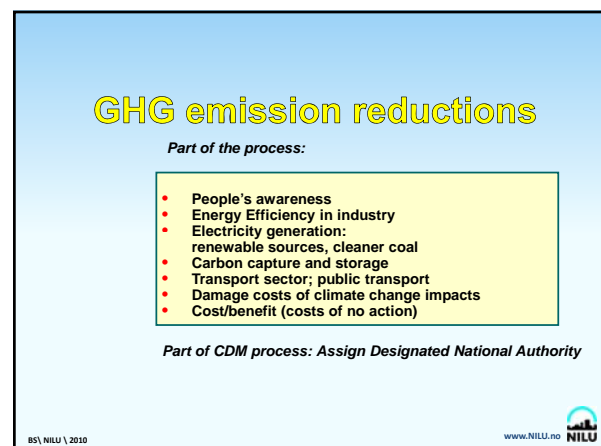 GHG emission reductions
Part of the process:
• People’s awareness
• Energy Efficiency in industry
• Electricity generation:
renewable sources, cleaner coal
• Carbon capture and storage
• Transport sector; public transport
• Damage costs of climate change impacts
• Cost/benefit (costs of no action)
Part of CDM process: Assign Designated National Authority
BS\ NILU \ 2010
www.NILU.no NILU